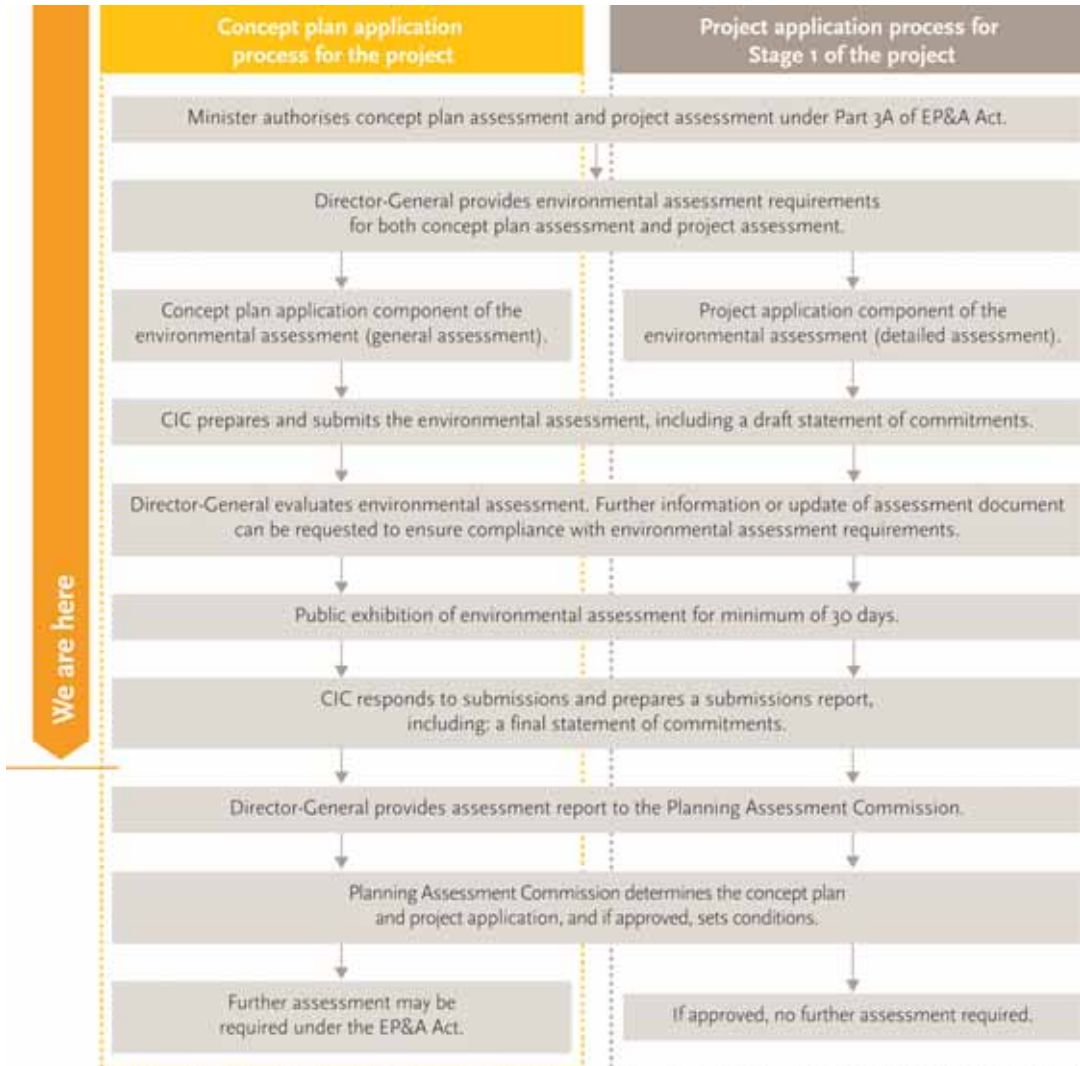 Concept plan application
process for the project
Project application process for
Stage 1 of the project
Minister authorises concept plan assessment and project assessment under Part 3A of EP&A Act.
Director-General provides environmental assessment requirements
for both concept plan assessment and project assessment.
Concept plan application component of the
environmental assessment (general assessment).
Project application component of the
environmental assessment (detailed assessment).
CIC prepares and submits the environmental assessment, including a draft statement of commitments.
Director-General evaluates environmental assessment. Further information or update of assessment document
can be requested to ensure compliance with environmental assessment requirements.
Public exhibition of environmental assessment for minimum of 30 days.
We are here
CIC responds to submissions and prepares a submissions report,
including; a final statement of commitments.
Director-General provides assessment report to the Planning Assessment Commission.
Planning Assessment Commission determines the concept plan
and project application, and if approved, sets conditions.
Further assessment may be
required under the EP&A Act.
If approved, no further assessment required.